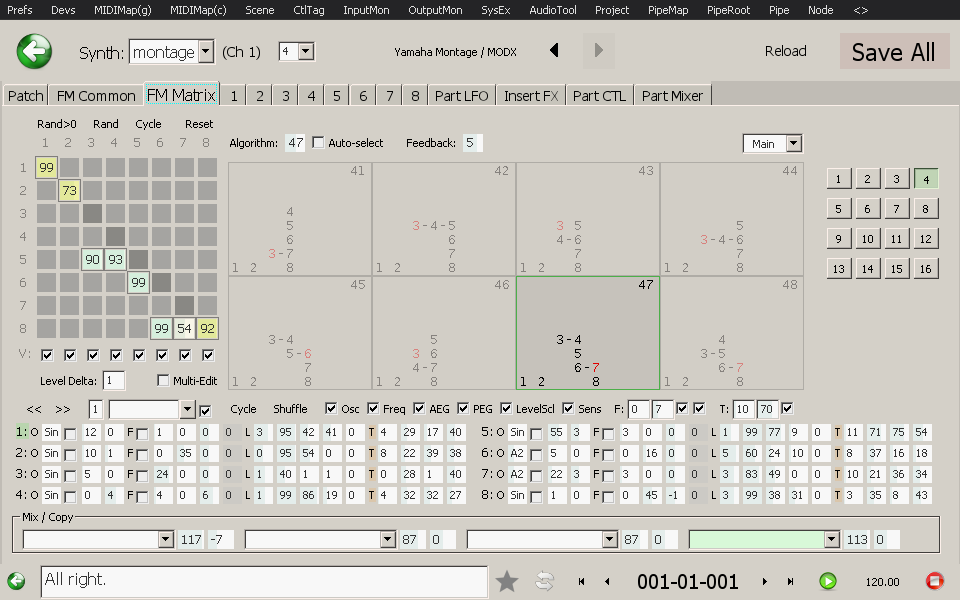 Prefs Devs MIDIMap(g) MIDIMap(c) Scene CtlTag InputMon OutputMon SysEx AudioTool Project PipeMap PipeRoot Pipe Node <>
Synth: montage (Ch 1) 4 Yamaha Montage / MODX Reload Save All
Patch FM Common FM Matrix 1 2 3 4 5 6 7 8 Part LFO Insert FX Part CTL Part Mixer
Rand>0 Rand Cycle Reset
1 2 3 4 5 6 7 8
Algorithm: 47 Auto-select Feedback: 5 Main
1 99
2 73
3
4
5 90 93
6 99
7
8 99 54 92
V:
Level Delta: 1 Multi-Edit
41 42 43 44
4
5 3-4-5 3 5 5
6 6 4-6 3-4-6
3-7 7 7 7
1 2 8 1 2 8 1 2 8 1 2 8
45 46 47 48
3-4 5 3-4 4
5-6 3 6 5 3-5
7 4-7 6-7 6-7
1 2 8 1 2 8 1 2 8 1 2 8
1 2 3 4
5 6 7 8
9 10 11 12
13 14 15 16
<< >> 1 Cycle Shuffle Osc Freq AEG PEG LevelScl Sens F: 0 7 T: 10 70
1: O Sin 12 0 F 1 0 0 0 L 3 95 42 41 0 T 4 29 17 40 5: O Sin 55 3 F 3 0 0 0 L 1 99 77 9 0 T 11 71 75 54
2: O Sin 10 1 F 0 35 0 0 L 0 95 54 0 0 T 8 22 39 38 6: O A2 5 0 F 0 16 0 0 L 5 60 24 10 0 T 8 37 16 18
3: O Sin 5 0 F 24 0 0 0 L 1 40 1 1 0 T 0 28 1 40 7: O A2 22 3 F 3 0 0 0 L 3 83 49 0 0 T 10 21 36 34
4: O Sin 0 4 F 4 0 6 0 L 1 99 86 19 0 T 4 32 32 27 8: O Sin 1 0 F 0 45 -1 0 L 3 99 38 31 0 T 3 35 8 43
Mix / Copy
117 -7 87 0 87 0 113 0
All right. 001-01-001 120.00